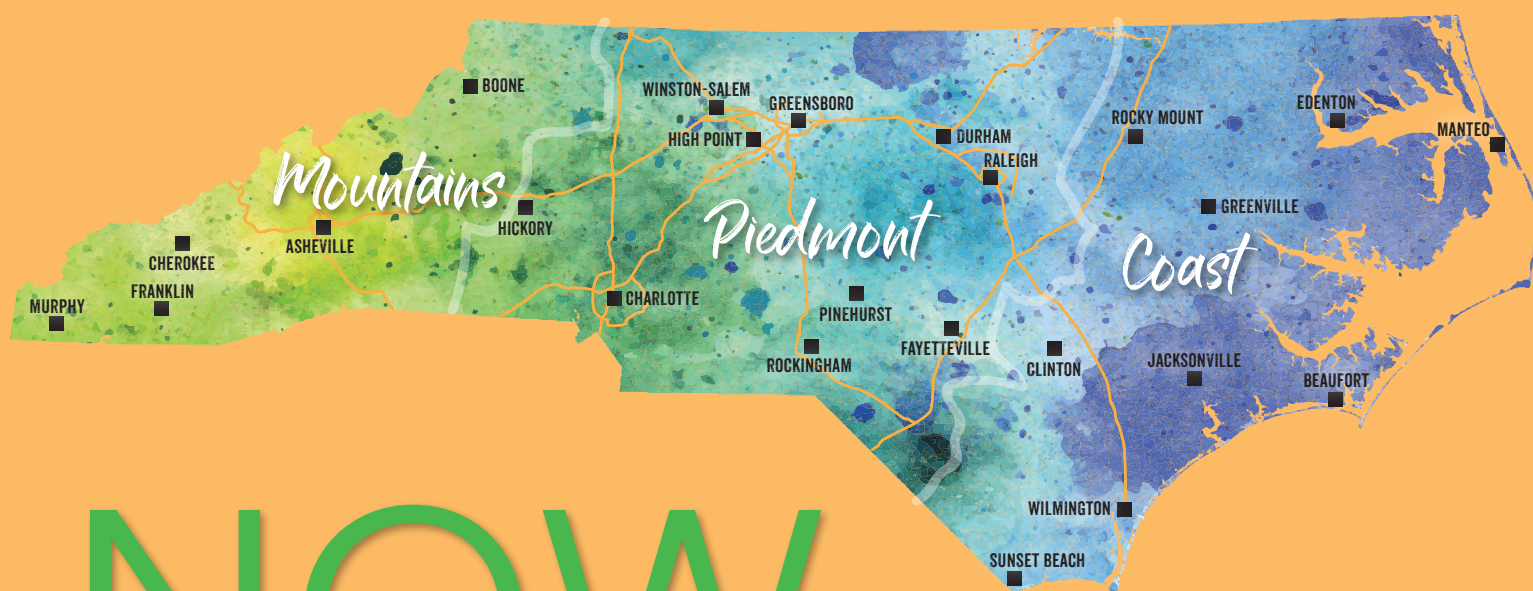 BOONE
WINSTON-SALEM
GREENSBORO
HIGH POINT
DURHAM
RALEIGH
ROCKY MOUNT
EDENTON
MANTEO
Mountains
HICKORY
ASHEVILLE
CHEROKEE
FRANKLIN
MURPHY
Piedmont
CHARLOTTE
PINEHURST
ROCKINGHAM
FAYETTEVILLE
Coast
GREENVILLE
CLINTON
JACKSONVILLE
BEAUFORT
WILMINGTON
SUNSET BEACH
NOW